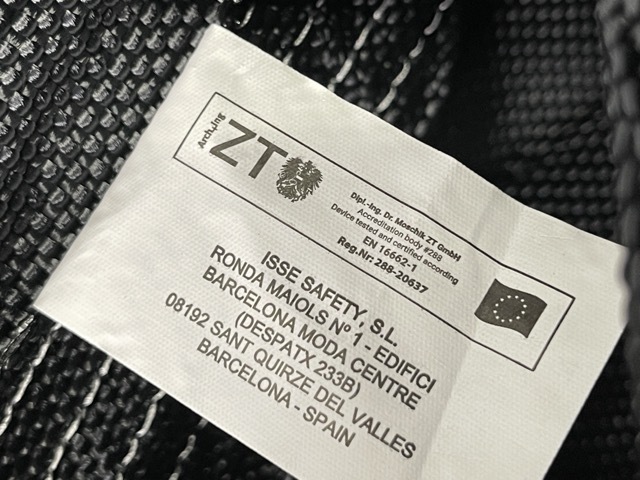 Arch+Ing
ZT
Dipl.-Ing. Dr. Moschik ZT GmbH
Accreditation body #288
Device tested and certified according
EN 16662-1
Reg.Nr: 288-20637
ISSE SAFETY, S.L.
RONDA MAIOLS Nº 1 - EDIFICI
BARCELONA MODA CENTRE
(DESPATX 233B)
08192 SANT QUIRZE DEL VALLES
BARCELONA - SPAIN